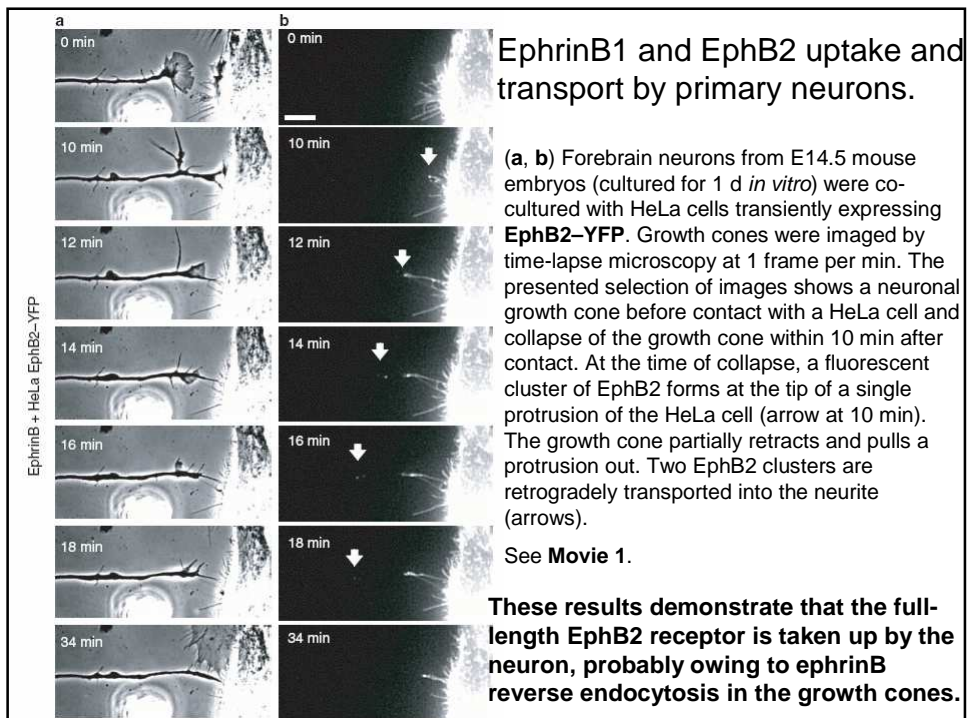 a
b
0 min
0 min
10 min
10 min
12 min
12 min
14 min
14 min
16 min
16 min
18 min
18 min
34 min
34 min
EphrinB + HeLa EphB2–YFP
EphrinB1 and EphB2 uptake and
transport by primary neurons.
(a, b) Forebrain neurons from E14.5 mouse
embryos (cultured for 1 d in vitro) were co-
cultured with HeLa cells transiently expressing
EphB2–YFP. Growth cones were imaged by
time-lapse microscopy at 1 frame per min. The
presented selection of images shows a neuronal
growth cone before contact with a HeLa cell and
collapse of the growth cone within 10 min after
contact. At the time of collapse, a fluorescent
cluster of EphB2 forms at the tip of a single
protrusion of the HeLa cell (arrow at 10 min).
The growth cone partially retracts and pulls a
protrusion out. Two EphB2 clusters are
retrogradely transported into the neurite
(arrows).
See Movie 1.
These results demonstrate that the full-
length EphB2 receptor is taken up by the
neuron, probably owing to ephrinB
reverse endocytosis in the growth cones.